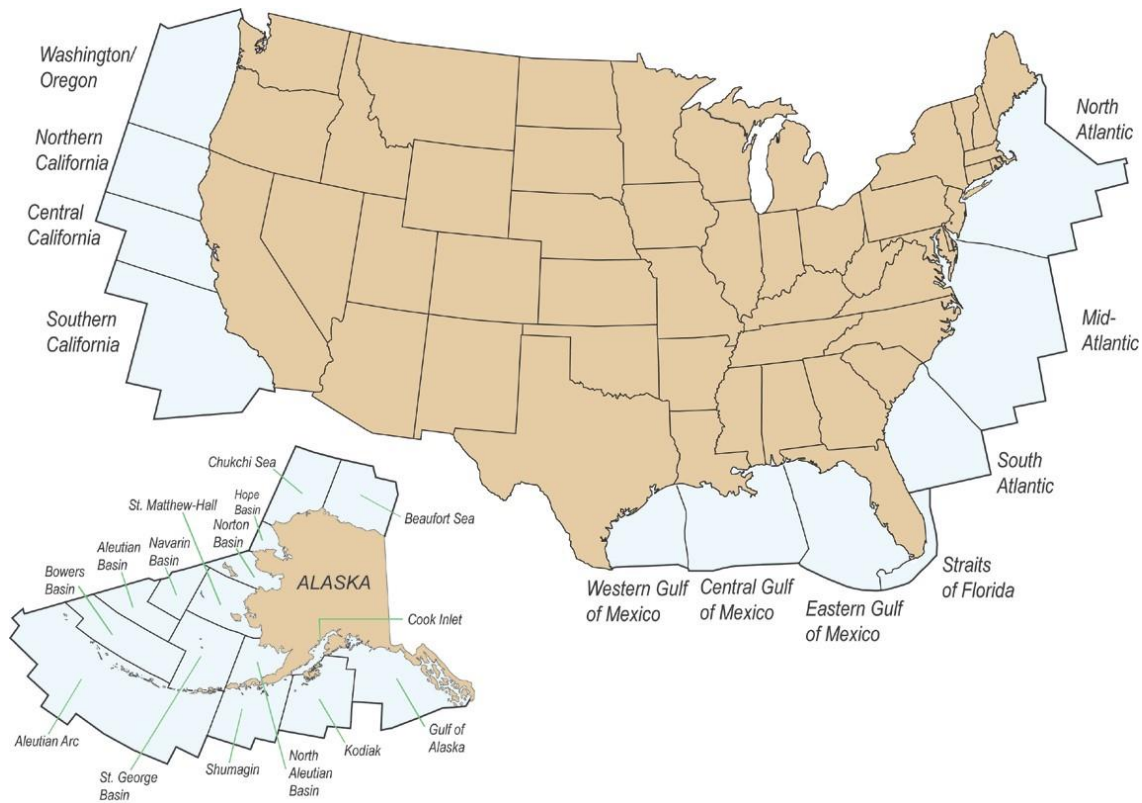 Washington/
Oregon
Northern
California
Central
California
Southern
California
North
Atlantic
Mid-
Atlantic
South
Atlantic
Straits
of Florida
Western Gulf
of Mexico
Central Gulf
of Mexico
Eastern Gulf
of Mexico
Chukchi Sea
Beaufort Sea
Hope
Basin
St. Matthew-Hall
Norton
Basin
Navarin
Basin
Aleutian
Basin
Bowers
Basin
ALASKA
Cook Inlet
Aleutian Arc
St. George
Basin
Shumagin
North
Aleutian
Basin
Kodiak
Gulf of
Alaska